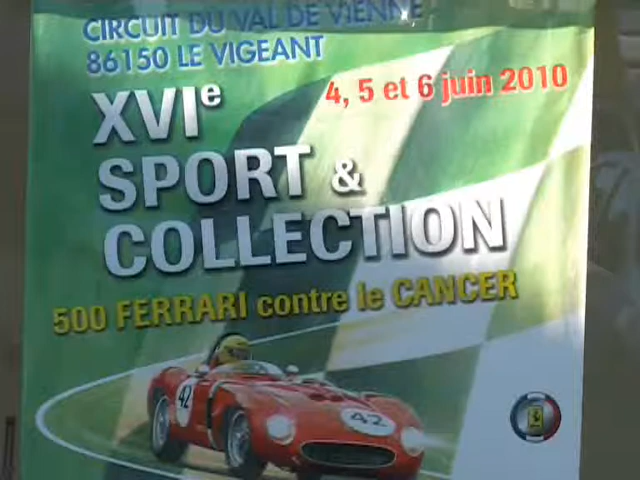 CIRCUIT DU VAL DE VIENNE
86150 LE VIGEANT
4, 5 et 6 juin 2010
XVIe
SPORT &
COLLECTION
500 FERRARI contre le CANCER
42
42